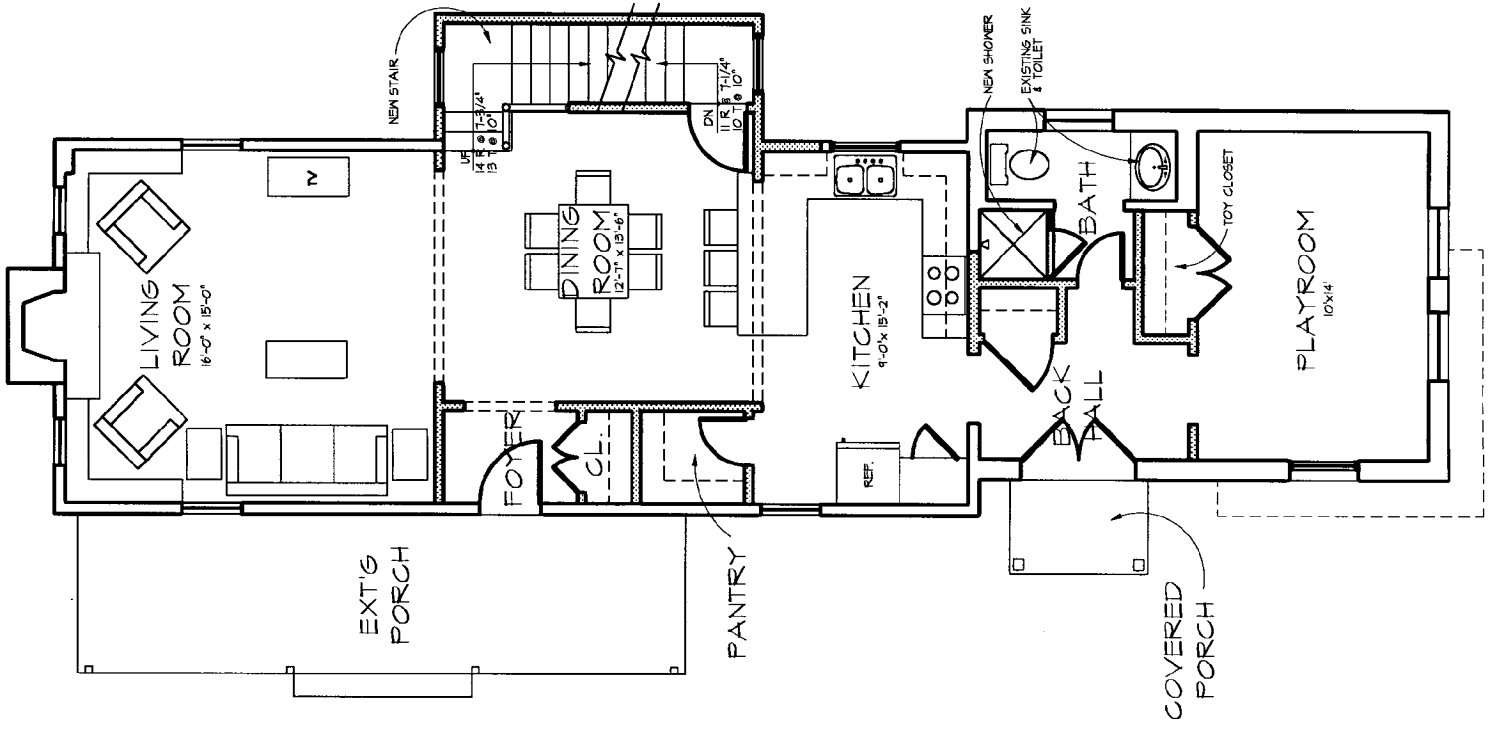 NEW STAIR
UP
14 R @ 7-3/4"
13 T @ 10"
DN
11 R @ 7-1/4"
10 T @ 10"
NEW SHOWER
EXISTING SINK
& TOILET
TV
LIVING
ROOM
16'-0" x 15'-0"
DINING
ROOM
12'-7" x 13'-6"
KITCHEN
9'-0"x 15'-2"
BATH
TOY CLOSET
PLAYROOM
10'x14'
FOYER
CL.
REF.
BACK
HALL
EXT'G
PORCH
PANTRY
COVERED
PORCH